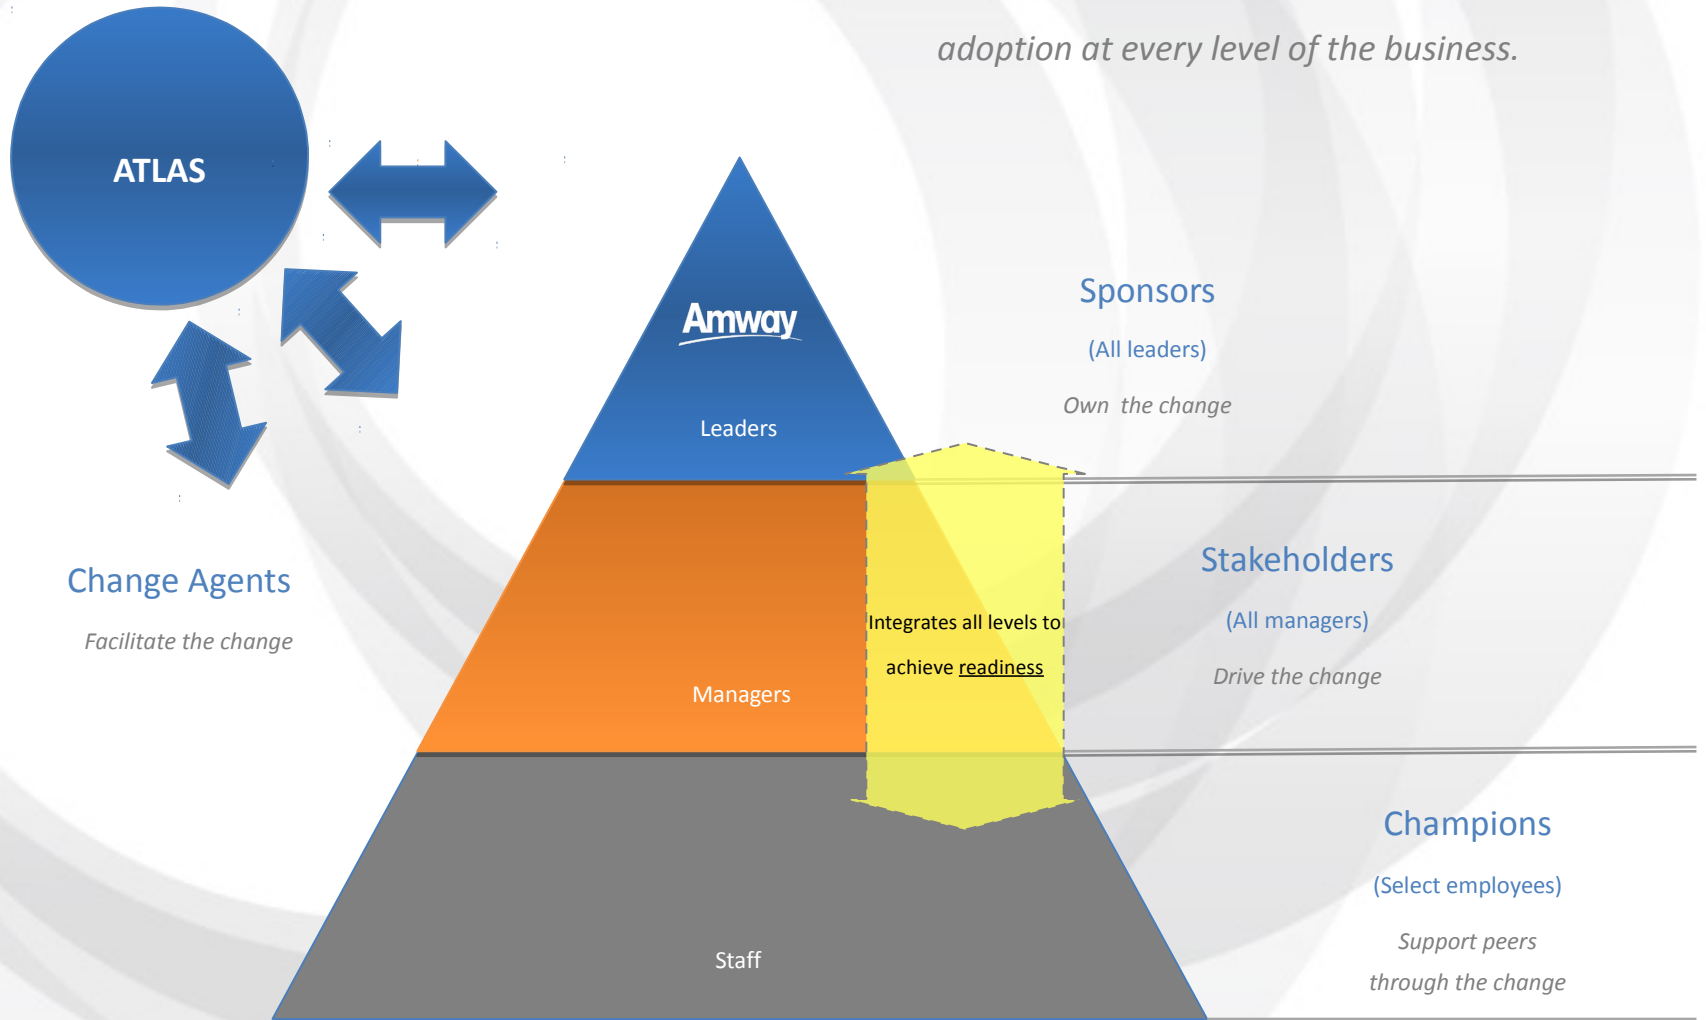 adoption at every level of the business.
ATLAS
Amway
Leaders
Sponsors
(All leaders)
Own  the change
Change Agents
Facilitate the change
Managers
Integrates all levels to
achieve readiness
Stakeholders
(All managers)
Drive the change
Staff
Champions
(Select employees)
Support peers
through the change